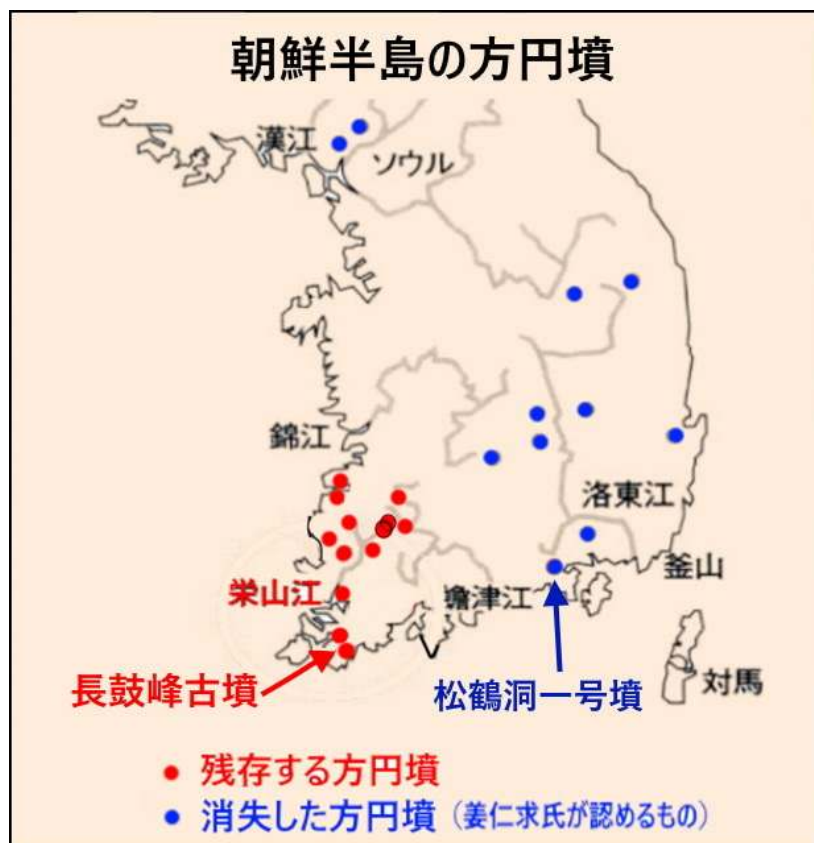 朝鮮半島の方円墳
漢江
ソウル
錦江
洛東江
栄山江
蟾津江
釜山
長鼓峰古墳
松鶴洞一号墳
対馬
残存する方円墳
消失した方円墳（姜仁求氏が認めるもの）